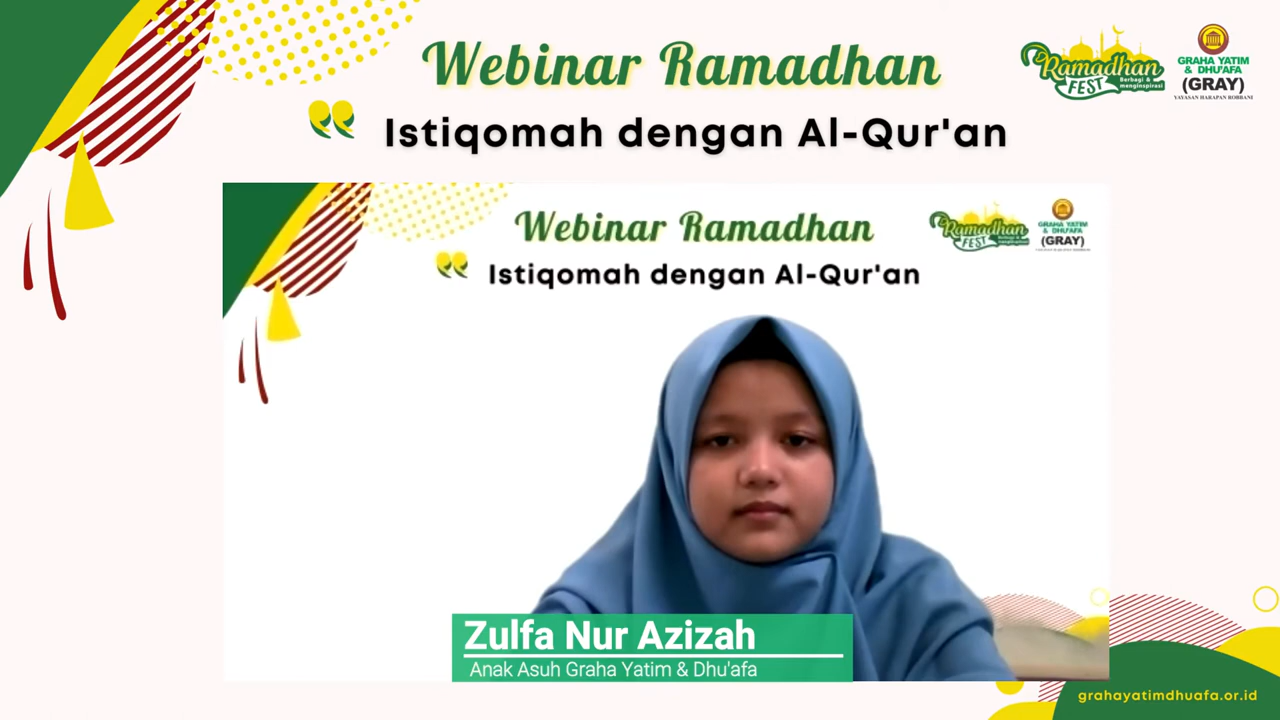 Webinar Ramadhan
Istiqomah dengan Al-Qur'an
Ramadhan
FEST
Berbagi &
menginspirasi
GRAHA YATIM
& DHU'AFA
(GRAY)
YAYASAN HARAPAN ROBBANI
Webinar Ramadhan
Istiqomah dengan Al-Qur'an
Ramadhan
FEST
Berbagi &
menginspirasi
GRAHA YATIM
& DHU'AFA
(GRAY)
Zulfa Nur Azizah
Anak Asuh Graha Yatim & Dhu'afa
grahayatimdhuafa.or.id